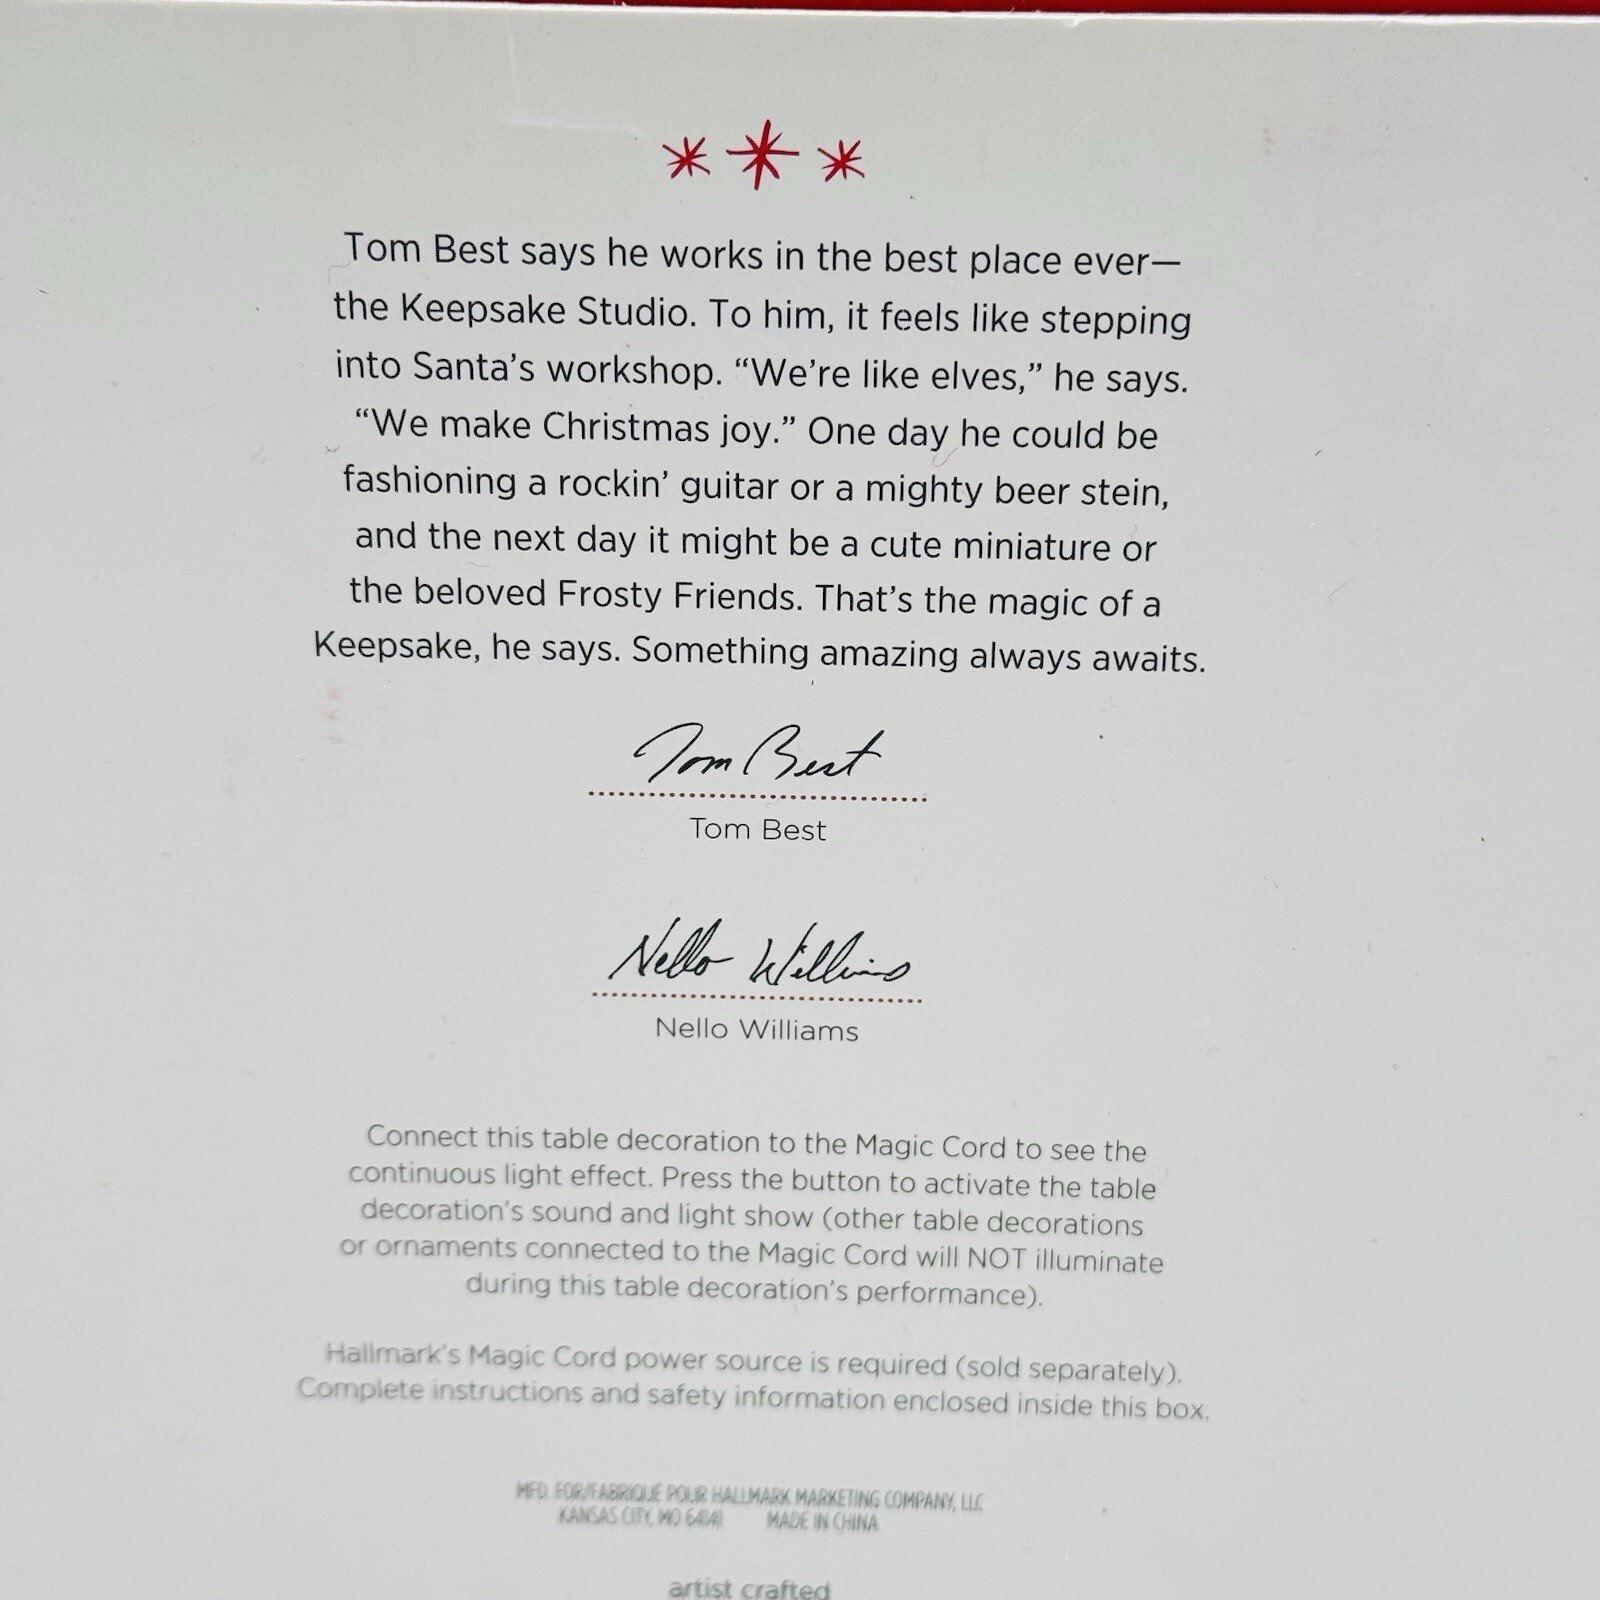 Tom Best says he works in the best place ever—
the Keepsake Studio. To him, it feels like stepping
into Santa’s workshop. “We’re like elves,” he says.
“We make Christmas joy.” One day he could be
fashioning a rockin’ guitar or a mighty beer stein,
and the next day it might be a cute miniature or
the beloved Frosty Friends. That’s the magic of a
Keepsake, he says. Something amazing always awaits.
Tom Best
Tom Best
Nello Williams
Nello Williams
Connect this table decoration to the Magic Cord to see the
continuous light effect. Press the button to activate the table
decoration’s sound and light show (other table decorations
or ornaments connected to the Magic Cord will NOT illuminate
during this table decoration’s performance).
Hallmark’s Magic Cord power source is required (sold separately).
Complete instructions and safety information enclosed inside this box.
MFD. FOR/FABRIQUÉ POUR HALLMARK MARKETING COMPANY, LLC
KANSAS CITY, MO 64141 MADE IN CHINA
artist crafted